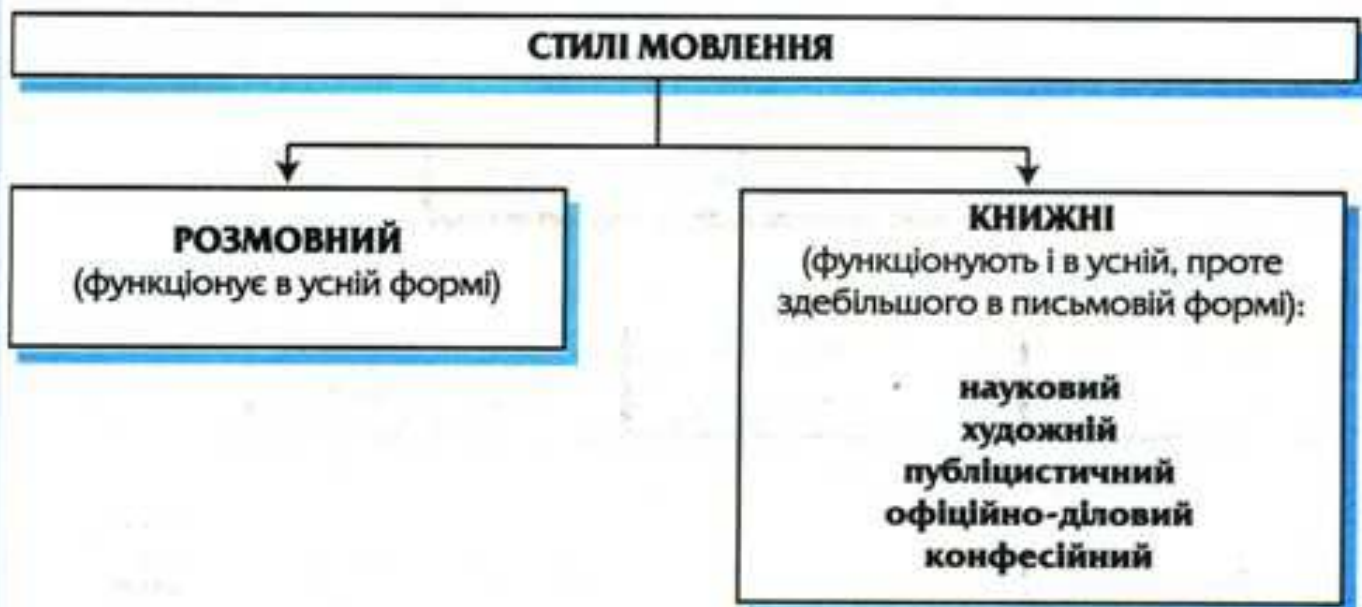 СТИЛІ МОВЛЕННЯ
РОЗМОВНИЙ
(функціонує в усній формі)
КНИЖНІ
(функціонують і в усній, проте
здебільшого в письмовій формі):
науковий
художній
публіцистичний
офіційно-діловий
конфесійний